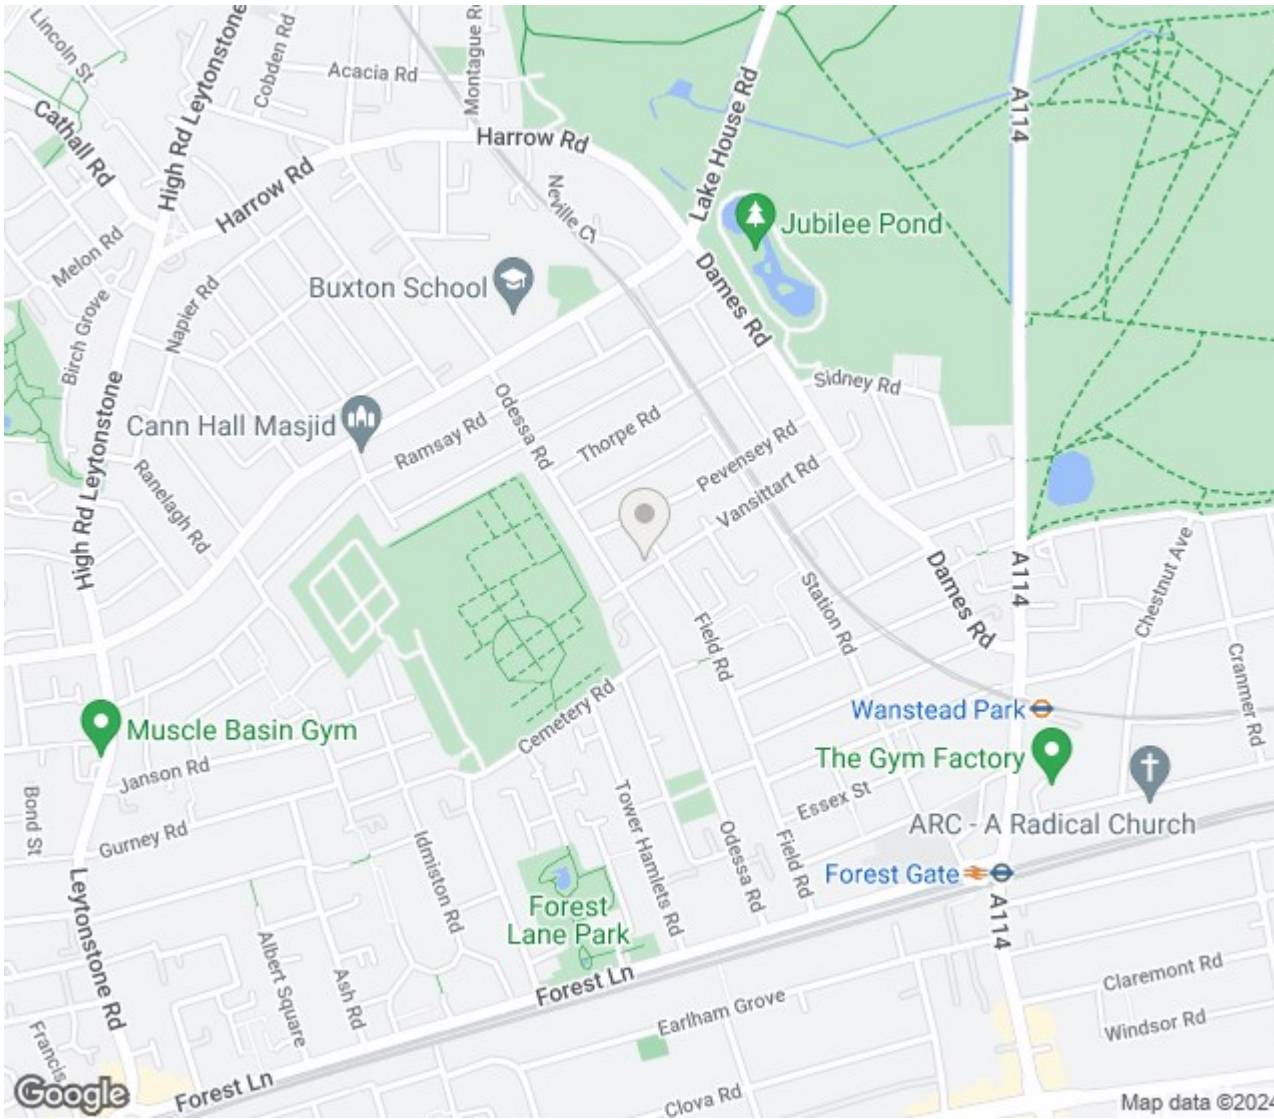 Lincoln St
Cobden Rd
Montague R
Acacia Rd
High Rd Leytonstone
Cathall Rd
Harrow Rd
Harrow Rd
Lake House Rd
A114
Neville Ct
Jubilee Pond
Melon Rd
Birch Grove
Napier Rd
Buxton School
Dames Rd
Sidney Rd
Cann Hall Masjid
Ramsay Rd
Odessa Rd
Thorpe Rd
Pevensey Rd
Vansittart Rd
Ranelagh Rd
High Rd Leytonstone
Station Rd
Dames Rd
A114
Chestnut Ave
Field Rd
Cranmer Rd
Cemetery Rd
Wanstead Park
Muscle Basin Gym
The Gym Factory
Janson Rd
Bond St
Gurney Rd
Idmiston Rd
Tower Hamlets Rd
Essex St
ARC - A Radical Church
Odessa Rd
Field Rd
Forest Gate
Forest
Lane Park
A114
Leytonstone Rd
Albert Square
Ash Rd
Forest Ln
Claremont Rd
Earlham Grove
Windsor Rd
Francis
Forest Ln
Clova Rd
Google
Map data ©2024